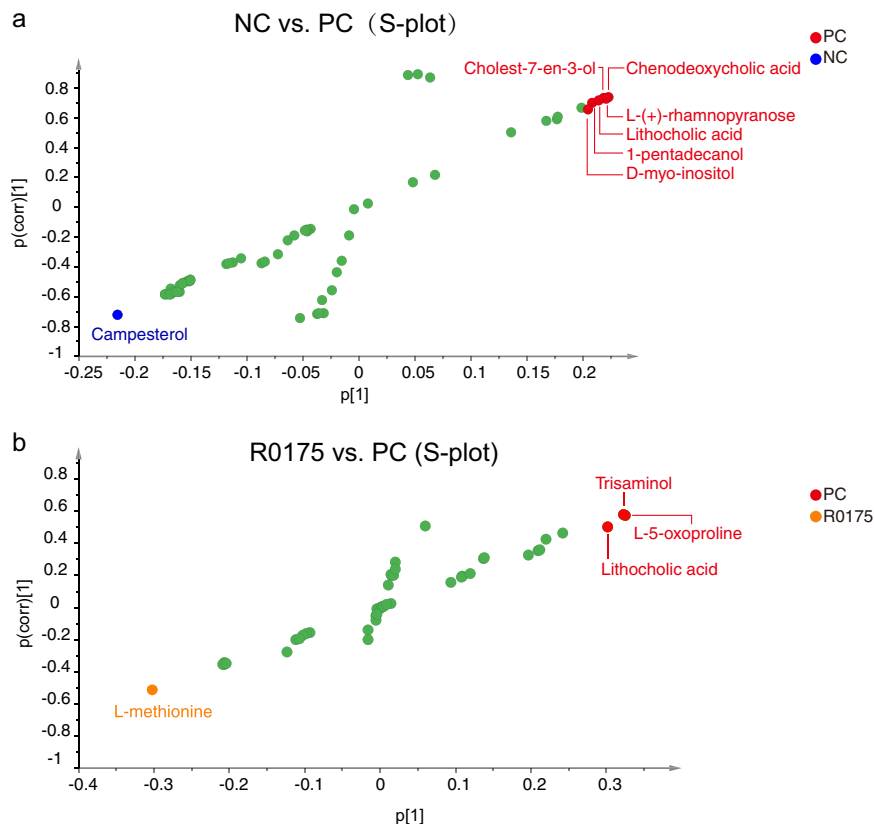 a
NC vs. PC（S-plot）
PC
NC
Cholest-7-en-3-ol
Chenodeoxycholic acid
L-(+)-rhamnopyranose
Lithocholic acid
1-pentadecanol
D-myo-inositol
Campesterol
p(corr)[1]
0.8
0.6
0.4
0.2
0
-0.2
-0.4
-0.6
-0.8
-1
-0.25 -0.2 -0.15 -0.1 -0.05 0 0.05 0.1 0.15 0.2
p[1]
b
R0175 vs. PC (S-plot)
PC
R0175
Trisaminol
L-5-oxoproline
Lithocholic acid
L-methionine
p(corr)[1]
0.8
0.6
0.4
0.2
0
-0.2
-0.4
-0.6
-0.8
-1
-0.4 -0.3 -0.2 -0.1 0 0.1 0.2 0.3
p[1]